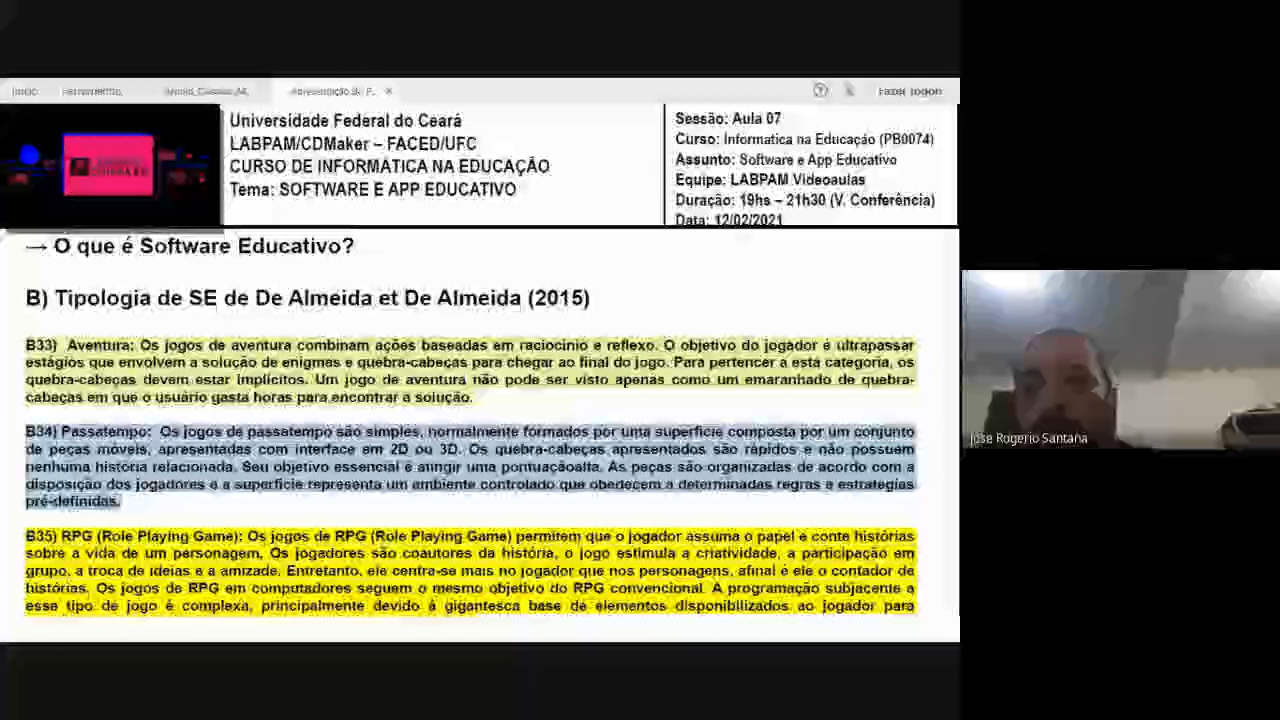 Início Ferramentas Apresentação SE P... ×
Fazer logon
Universidade Federal do Ceará
LABPAM/CDMaker – FACED/UFC
CURSO DE INFORMÁTICA NA EDUCAÇÃO
Tema: SOFTWARE E APP EDUCATIVO
Sessão: Aula 07
Curso: Informatica na Educação (PB0074)
Assunto: Software e App Educativo
Equipe: LABPAM Videoaulas
Duração: 19hs – 21h30 (V. Conferência)
Data: 12/02/2021
→ O que é Software Educativo?
B) Tipologia de SE de De Almeida et De Almeida (2015)
B33) Aventura: Os jogos de aventura combinam ações baseadas em raciocínio e reflexo. O objetivo do jogador é ultrapassar
estágios que envolvem a solução de enigmas e quebra-cabeças para chegar ao final do jogo. Para pertencer a esta categoria, os
quebra-cabeças devem estar implícitos. Um jogo de aventura não pode ser visto apenas como um emaranhado de quebra-
cabeças em que o usuário gasta horas para encontrar a solução.
B34) Passatempo: Os jogos de passatempo são simples, normalmente formados por uma superfície composta por um conjunto
de peças móveis, apresentadas com interface em 2D ou 3D. Os quebra-cabeças apresentados são rápidos e não possuem
nenhuma história relacionada. Seu objetivo essencial é atingir uma pontuaçãoalta. As peças são organizadas de acordo com a
disposição dos jogadores e a superfície representa um ambiente controlado que obedecem a determinadas regras e estratégias
pré-definidas.
B35) RPG (Role Playing Game): Os jogos de RPG (Role Playing Game) permitem que o jogador assuma o papel e conte histórias
sobre a vida de um personagem. Os jogadores são coautores da história, o jogo estimula a criatividade, a participação em
grupo, a troca de ideias e a amizade. Entretanto, ele centra-se mais no jogador que nos personagens, afinal é ele o contador de
histórias. Os jogos de RPG em computadores seguem o mesmo objetivo do RPG convencional. A programação subjacente a
esse tipo de jogo é complexa, principalmente devido à gigantesca base de elementos disponibilizados ao jogador para
Jose Rogerio Santana